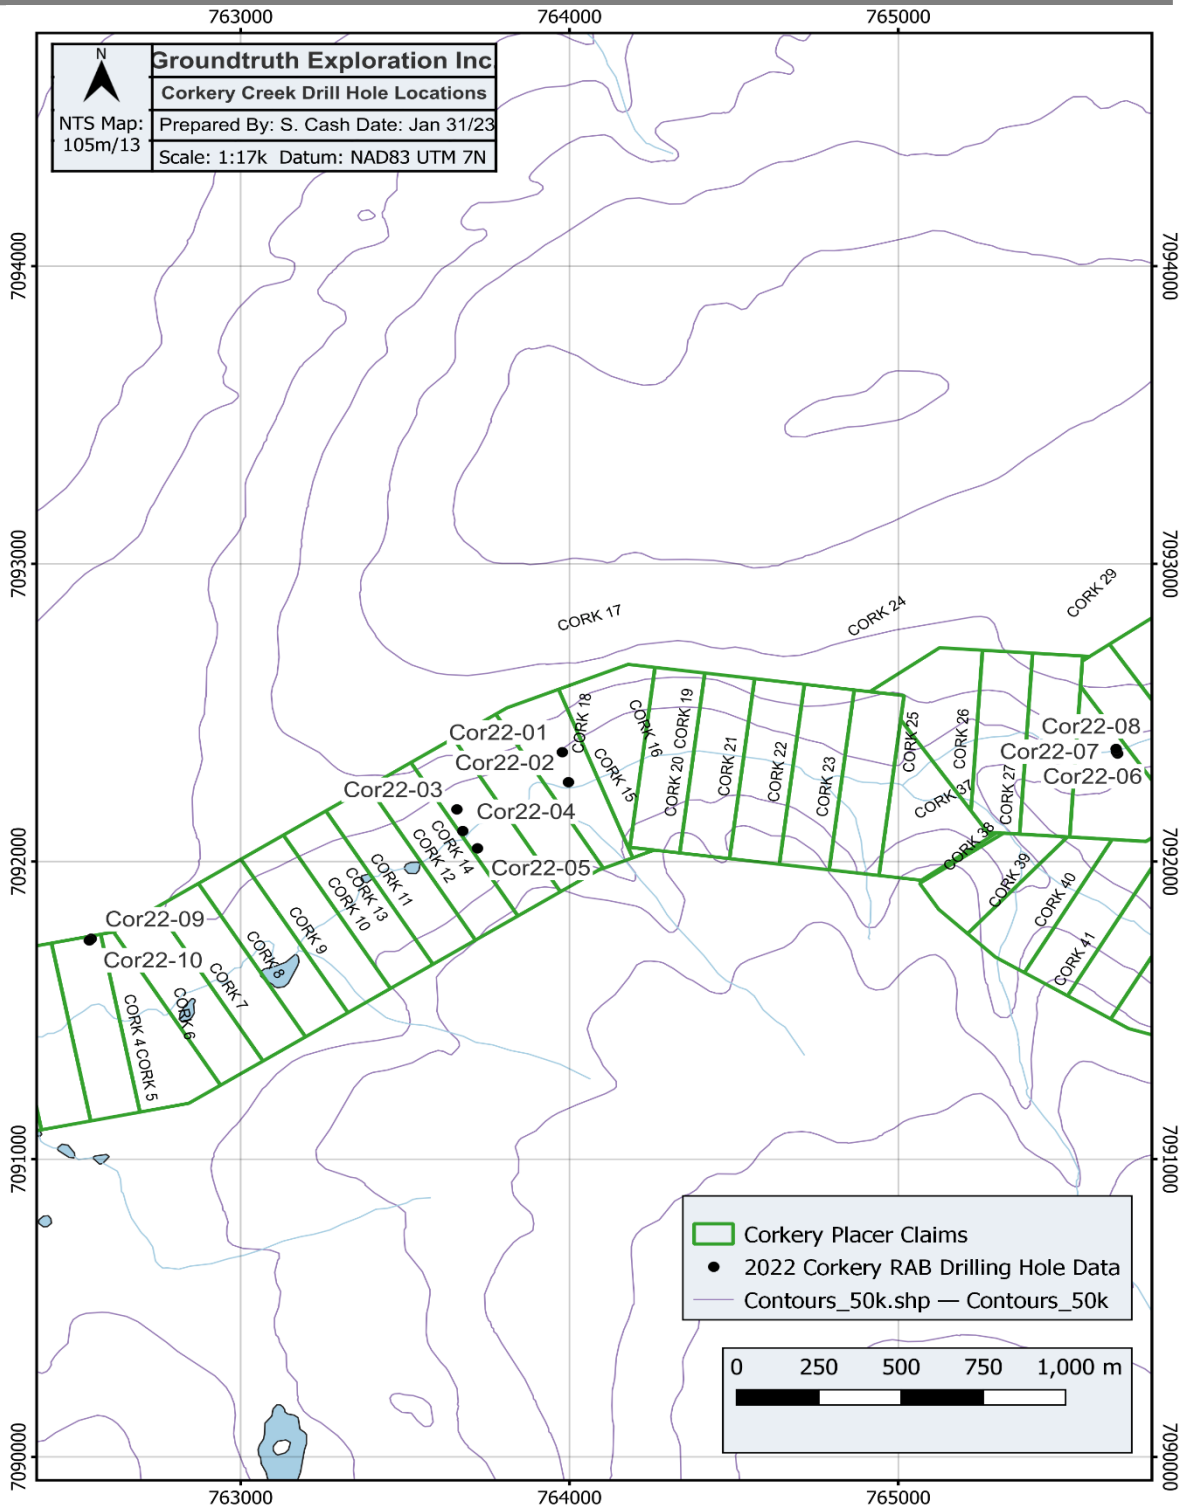 763000
764000
765000
N
NTS Map:
105m/13
Groundtruth Exploration Inc.
Corkery Creek Drill Hole Locations
Prepared By: S. Cash Date: Jan 31/23
Scale: 1:17k Datum: NAD83 UTM 7N
7094000
7094000
7093000
7093000
CORK 17
CORK 24
CORK 29
CORK 18
CORK 16
CORK 19
CORK 15
CORK 20
CORK 21
CORK 22
CORK 23
CORK 25
CORK 26
CORK 27
CORK 37
CORK 38
CORK 39
CORK 40
CORK 41
Cor22-01
Cor22-02
Cor22-03
Cor22-04
Cor22-05
Cor22-08
Cor22-07
Cor22-06
7092000
7092000
CORK 14
CORK 12
CORK 11
CORK 13
CORK 10
CORK 9
CORK 8
CORK 7
CORK 6
CORK 4
CORK 5
Cor22-09
Cor22-10
7091000
7091000
Corkery Placer Claims
2022 Corkery RAB Drilling Hole Data
Contours_50k.shp — Contours_50k
0 250 500 750 1,000 m
7090000
7090000
763000
764000
765000